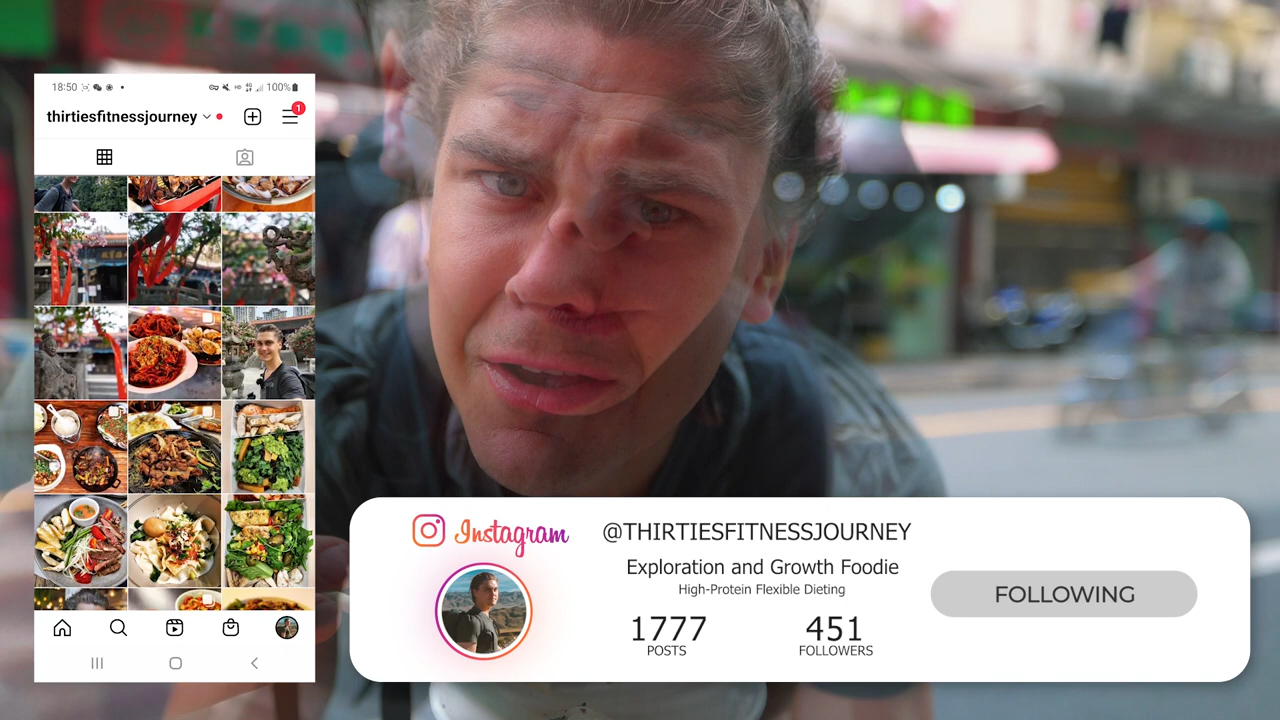 18:50
100%
thirtiesfitnessjourney
1
Instagram
@THIRTIESFITNESSJOURNEY
Exploration and Growth Foodie
High-Protein Flexible Dieting
1777
POSTS
451
FOLLOWERS
FOLLOWING